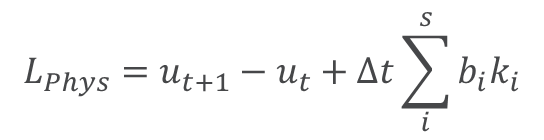 L_{Phys} = u_{t+1} − u_t + Δt ∑_{i}^{s} b_i k_i